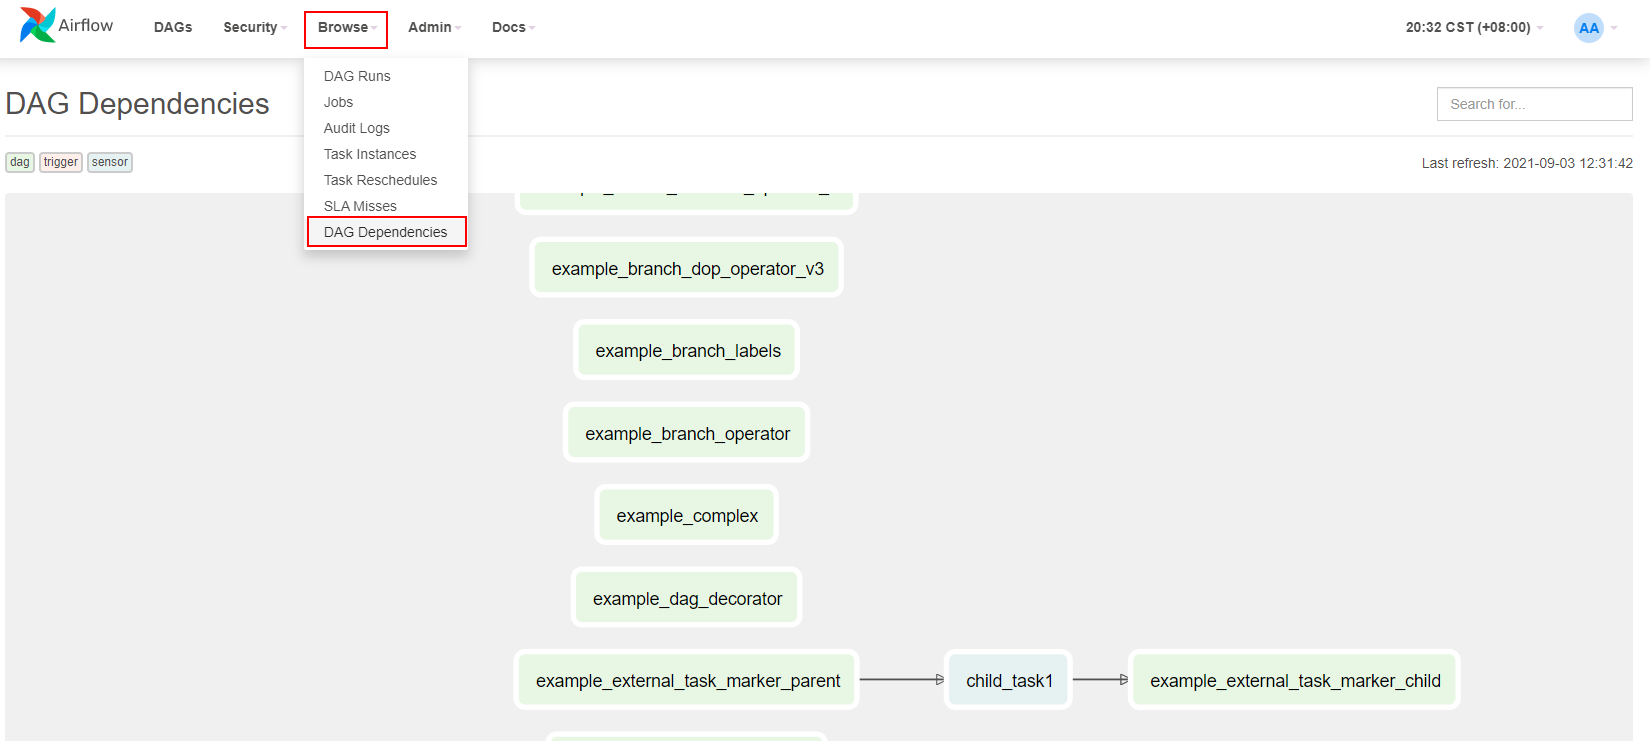 Airflow
DAGs Security Browse Admin Docs 20:32 CST (+08:00) AA
DAG Runs
Jobs
Audit Logs
Task Instances
Task Reschedules
SLA Misses
DAG Dependencies
DAG Dependencies
Search for...
dag trigger sensor
Last refresh: 2021-09-03 12:31:42
example_branch_dop_operator_v3
example_branch_labels
example_branch_operator
example_complex
example_dag_decorator
example_external_task_marker_parent child_task1 example_external_task_marker_child